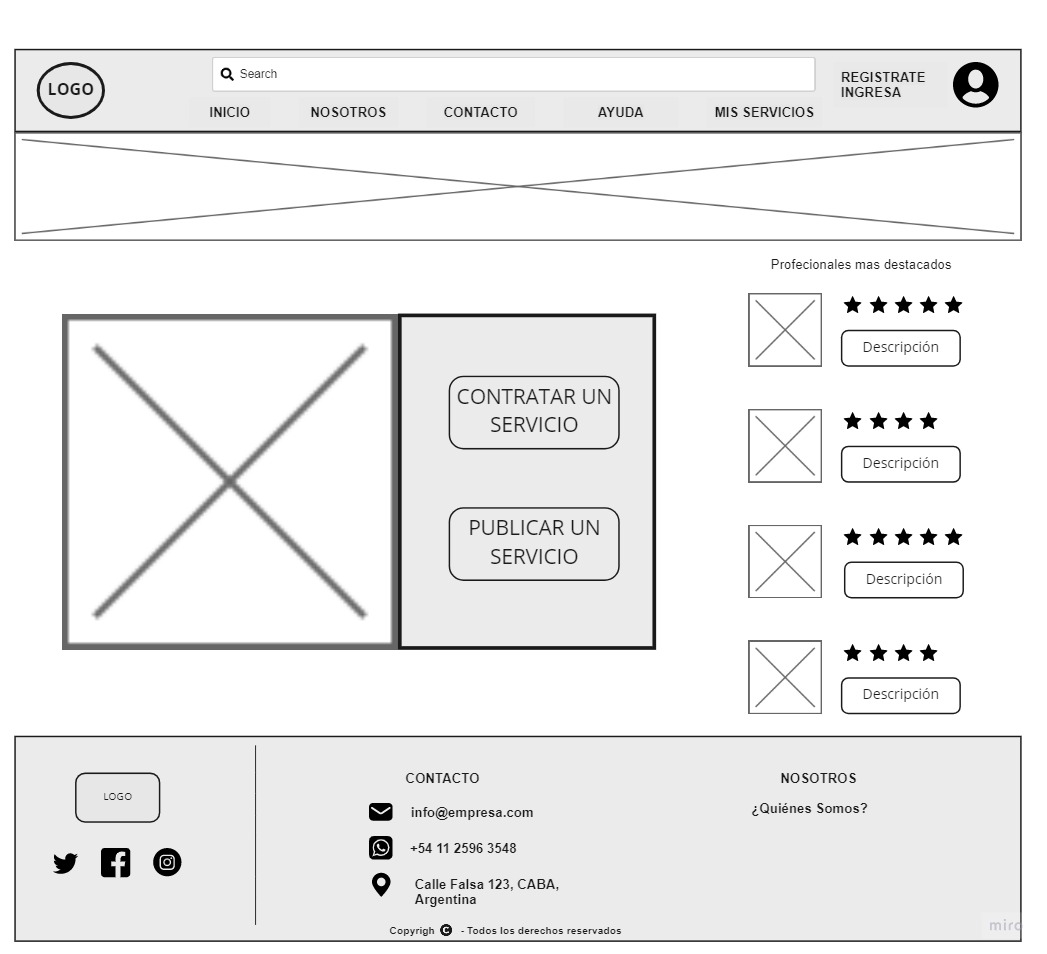 LOGO
Search
REGISTRATE
INGRESA
INICIO NOSOTROS CONTACTO AYUDA MIS SERVICIOS
Profecionales mas destacados
Descripción
CONTRATAR UN
SERVICIO
Descripción
PUBLICAR UN
SERVICIO
Descripción
Descripción
LOGO
CONTACTO
info@empresa.com
+54 11 2596 3548
Calle Falsa 123, CABA,
Argentina
NOSOTROS
¿Quiénes Somos?
Copyrigh C - Todos los derechos reservados
miro